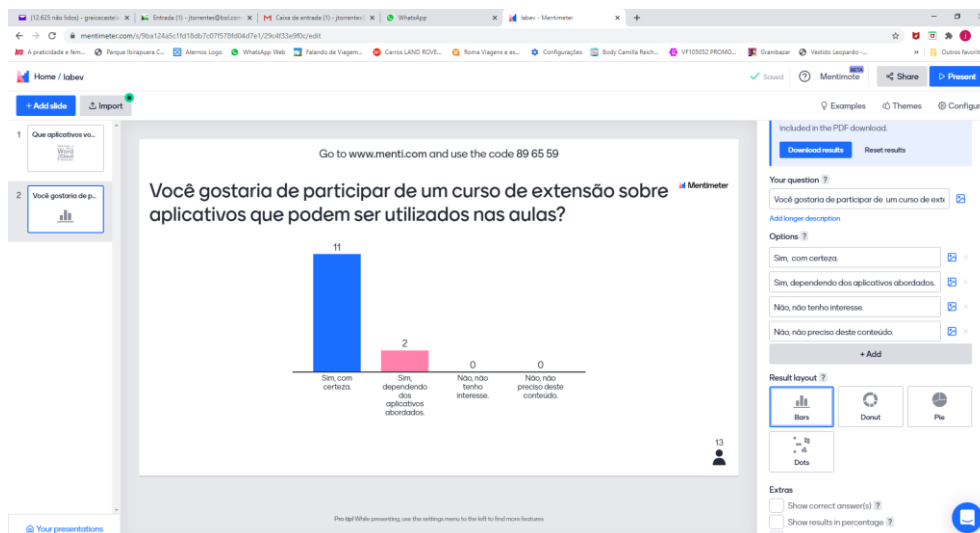 (12.625 não lidos) - greicecastela
Entrada (1) - jtorrentes@bol.com
Caixa de entrada (1) - jtorrentes
WhatsApp
labev - Mentimeter
mentimeter.com/s/9ba124a5c1fd18db7c07f578fd04d7e1/29c4f33e9f0c/edit
A praticidade e fem...
Parque Ibirapuera C...
Aternos Logo
WhatsApp Web
Falando de Viagem...
Carros LAND ROVE...
Roma Viagens e es...
Configurações
Body Camilla Reich...
VF105052 PROMO...
Grambazar
Vestido Leopardo -...
Outros favorit
Home / labev
Saved
Mentimote
BETA
Share
Present
+ Add slide
Import
Examples
Themes
Configur
1
Que aplicativos vo...
2
Você gostaria de p...
Your presentations
Go to www.menti.com and use the code 89 65 59
Mentimeter
Você gostaria de participar de um curso de extensão sobre
aplicativos que podem ser utilizados nas aulas?
11
2
0
0
Sim, com
certeza.
Sim,
dependendo
dos
aplicativos
abordados.
Não, não
tenho
interesse.
Não, não
preciso deste
conteúdo.
13
Pro tip! While presenting, use the settings menu to the left to find more features
included in the PDF download.
Download results
Reset results
Your question ?
Você gostaria de participar de um curso de exte
Add longer description
Options ?
Sim, com certeza.
Sim, dependendo dos aplicativos abordados.
Não, não tenho interesse.
Não, não preciso deste conteúdo.
+ Add
Result layout ?
Bars
Donut
Pie
Dots
Extras
Show correct answer(s) ?
Show results in percentage ?